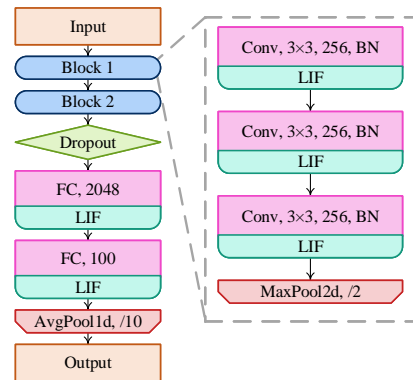 Input
Block 1
Block 2
Dropout
FC, 2048
LIF
FC, 100
LIF
AvgPool1d, /10
Output
Conv, 3×3, 256, BN
LIF
Conv, 3×3, 256, BN
LIF
Conv, 3×3, 256, BN
LIF
MaxPool2d, /2